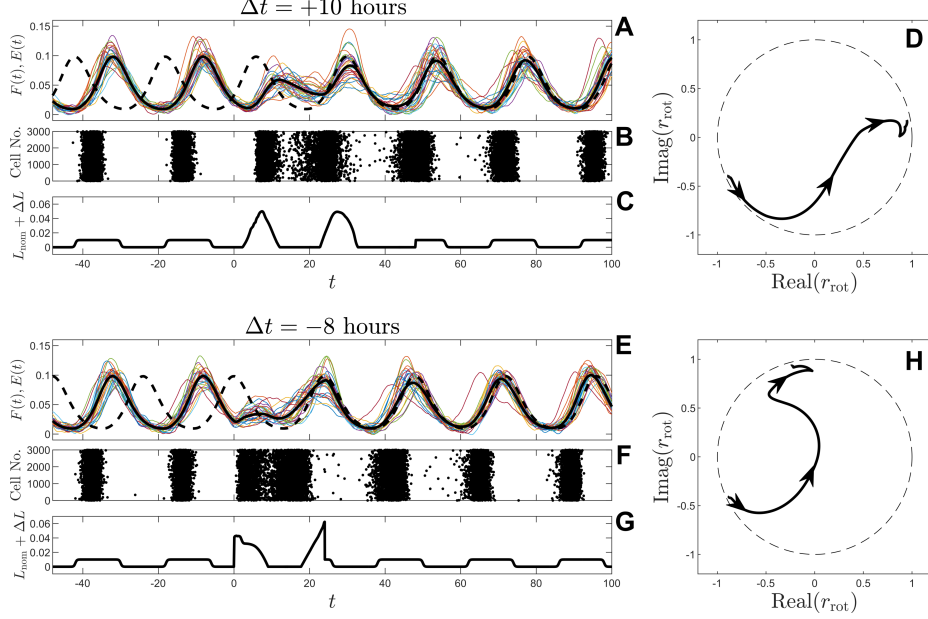 Δt = +10 hours
A
F(t), E(t)
0.15
0.1
0.05
0
B
Cell No.
3000
2000
1000
0
C
L_nom + ΔL
0.06
0.04
0.02
0
-40 -20 0 20 40 60 80 100
t
D
Imag(r_rot)
1
0.5
0
-0.5
-1
-1 -0.5 0 0.5 1
Real(r_rot)
Δt = −8 hours
E
F(t), E(t)
0.15
0.1
0.05
0
F
Cell No.
3000
2000
1000
0
G
L_nom + ΔL
0.06
0.04
0.02
0
-40 -20 0 20 40 60 80 100
t
H
Imag(r_rot)
1
0.5
0
-0.5
-1
-1 -0.5 0 0.5 1
Real(r_rot)